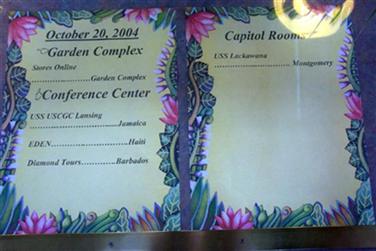 October 20, 2004
Garden Complex
Stores Online
........................Garden Complex
Conference Center
USS USCGC Lansing
................................Jamaica
EDEN........................Haiti
Diamond Tours............Barbados
Capitol Rooms
USS Lackawana
............................ Montgomery